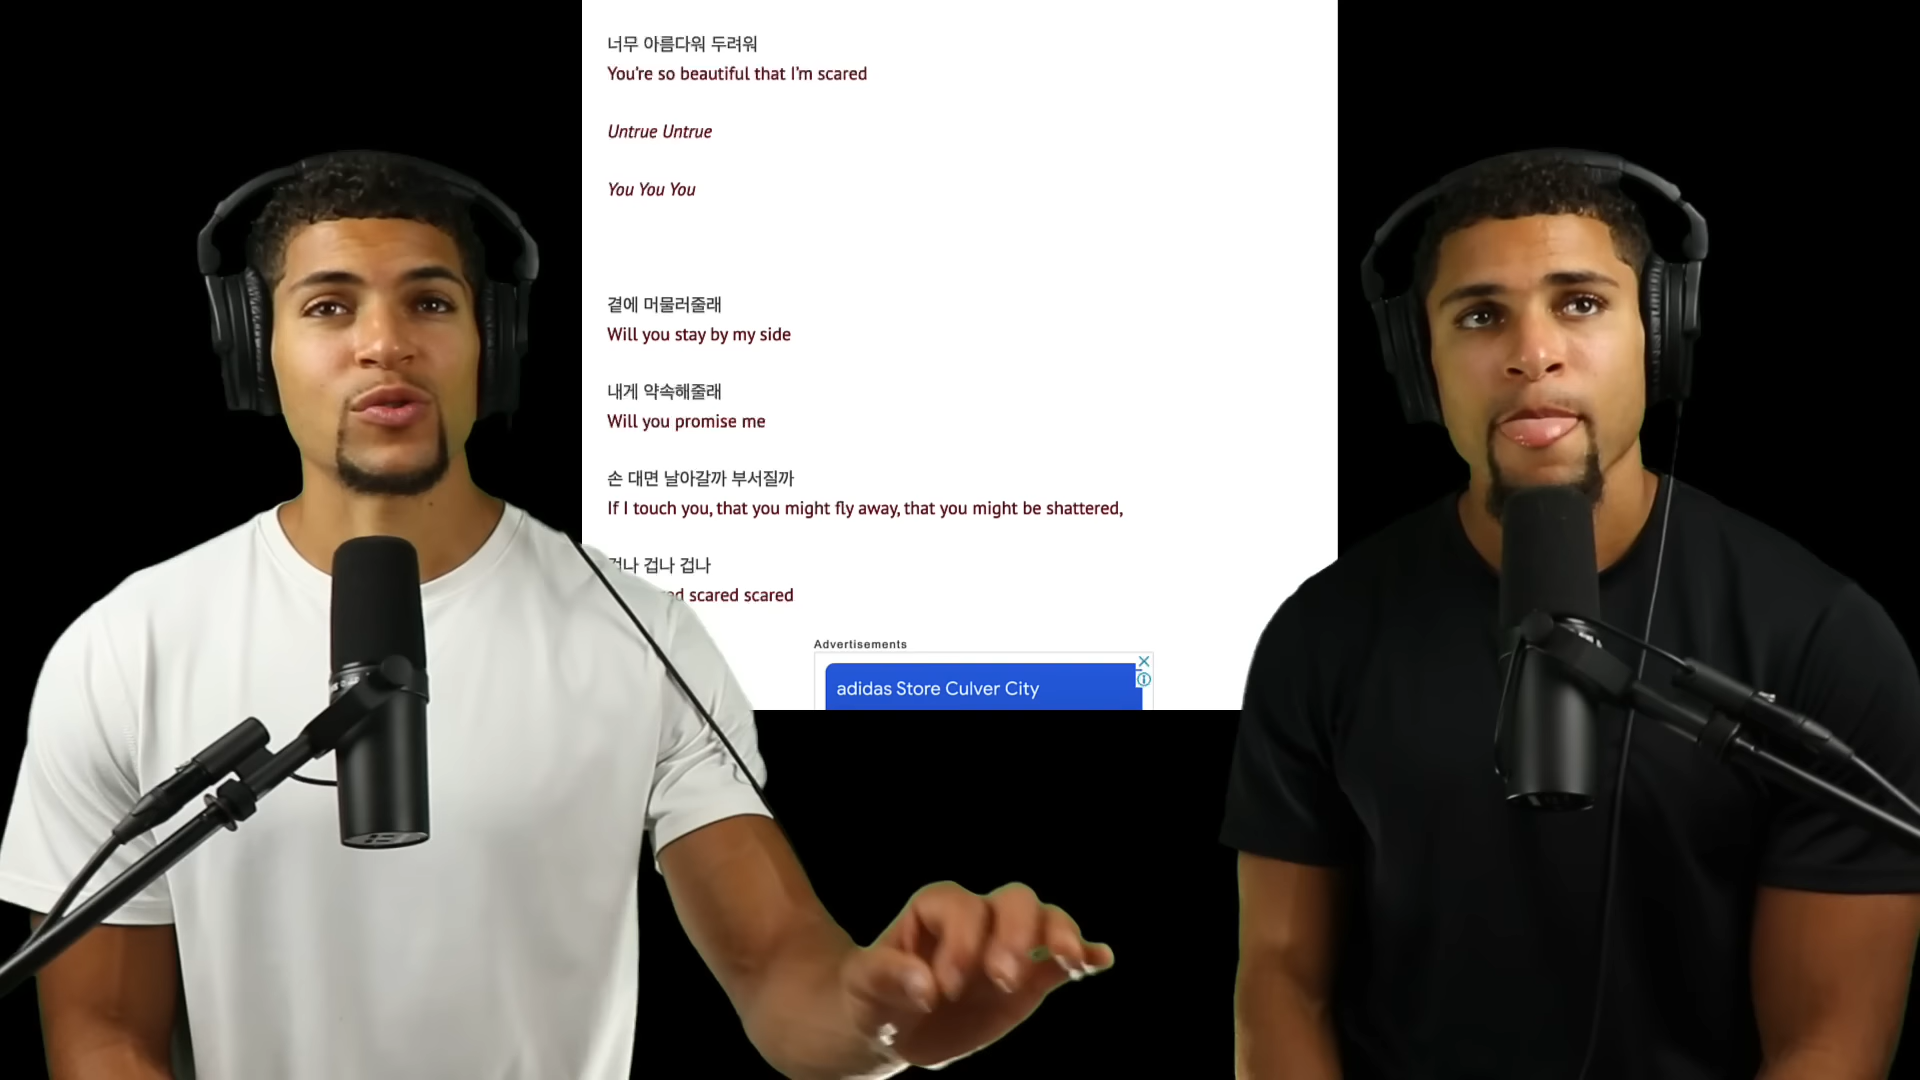 너무 아름다워 두려워
You're so beautiful that I'm scared
Untrue Untrue
You You You
곁에 머물러줄래
Will you stay by my side
내게 약속해줄래
Will you promise me
손 대면 날아갈까 부서질까
If I touch you, that you might fly away, that you might be shattered,
겁나 겁나
scared scared
Advertisements
adidas Store Culver City